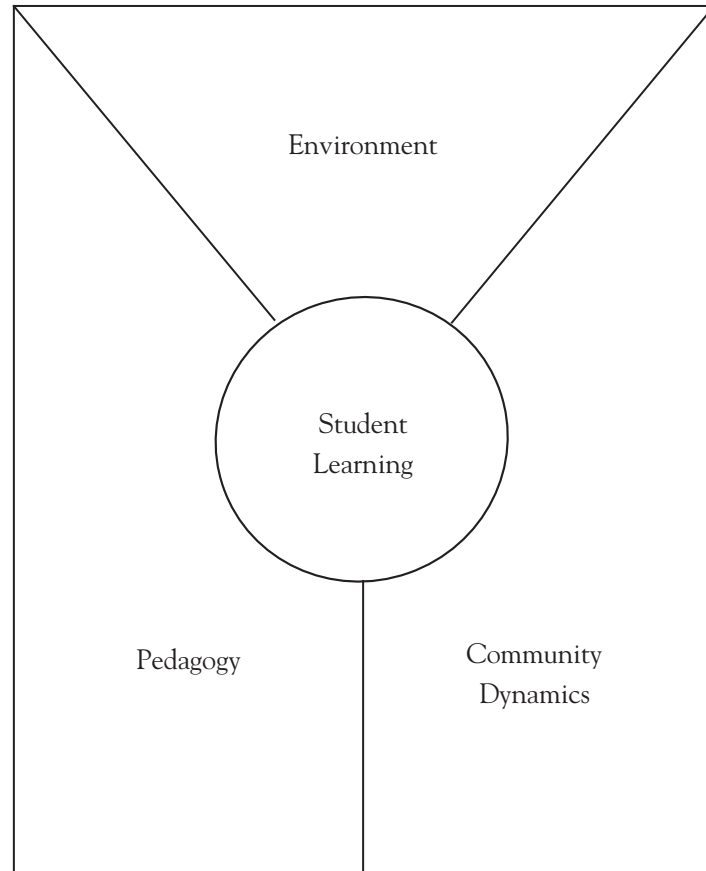 Environment
Student
Learning
Pedagogy
Community
Dynamics